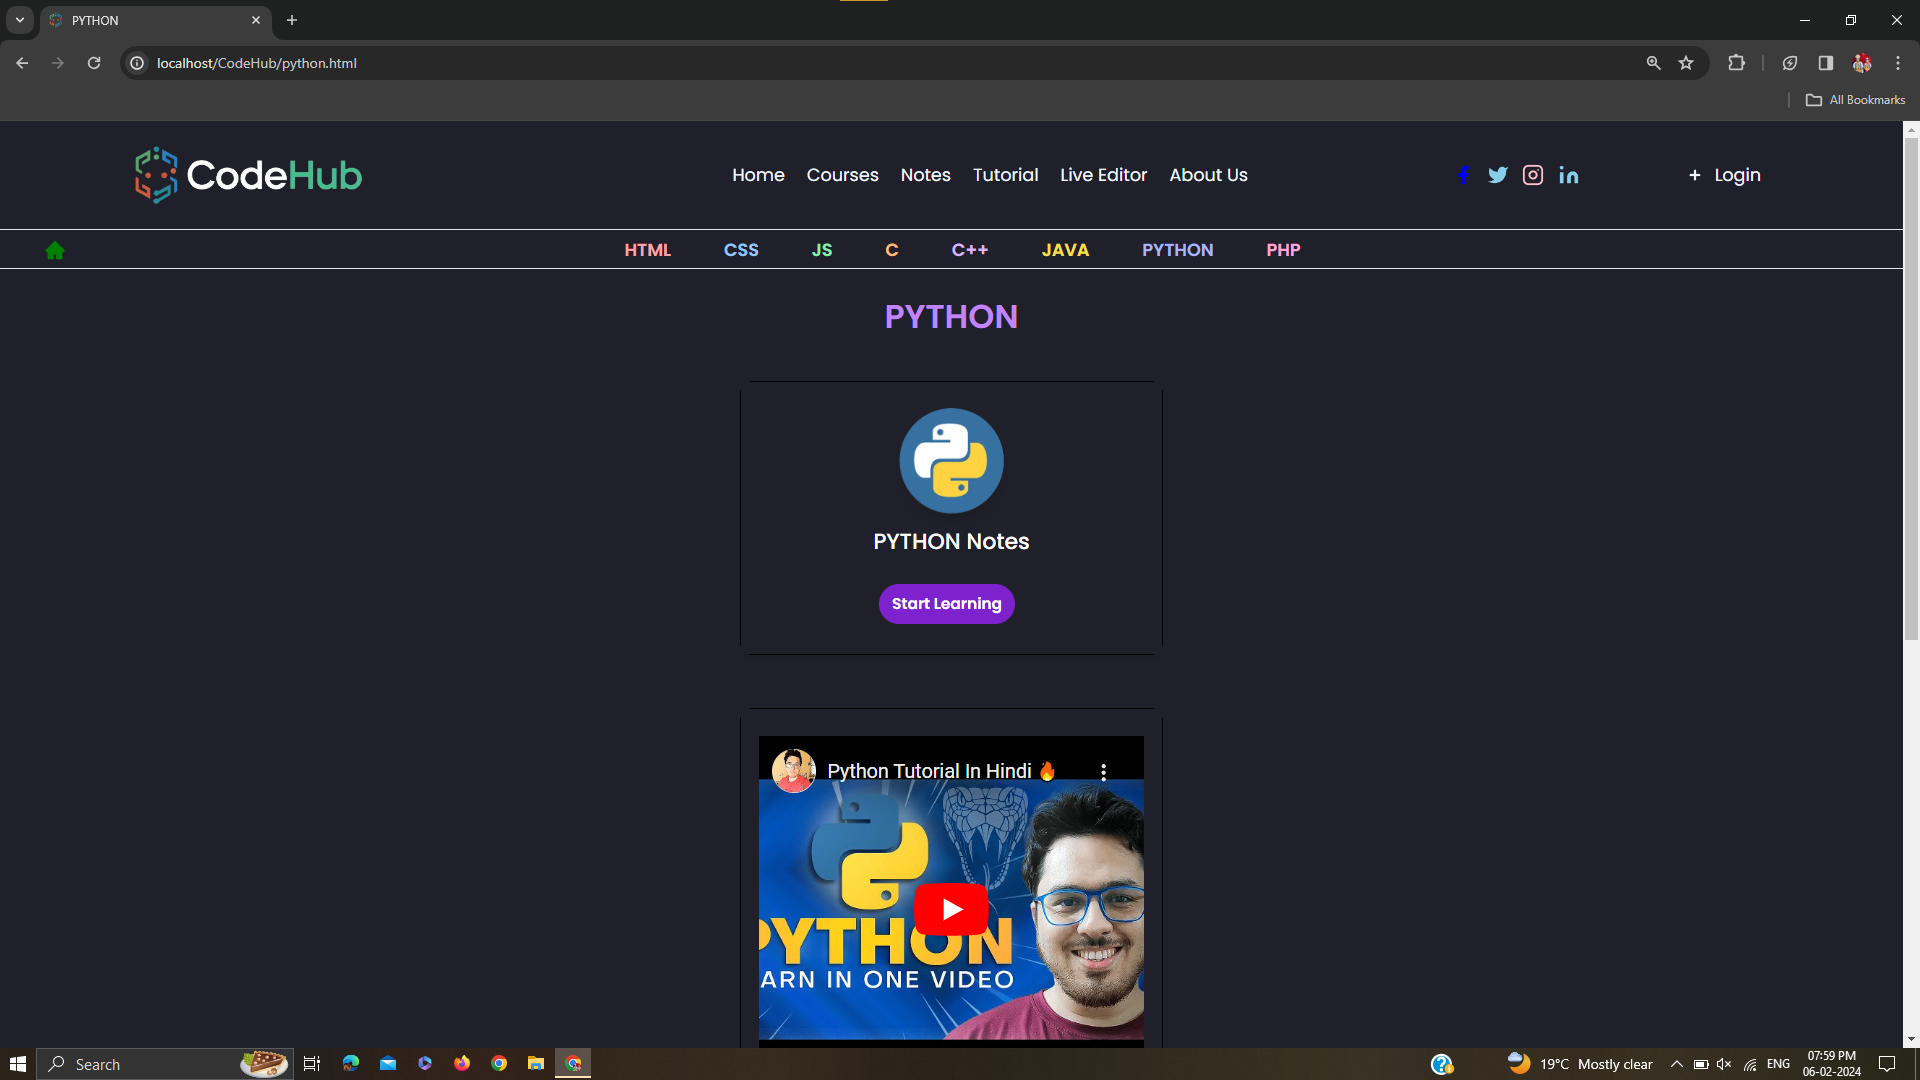 PYTHON
localhost/CodeHub/python.html
All Bookmarks
CodeHub
Home Courses Notes Tutorial Live Editor About Us
+ Login
HTML CSS JS C C++ JAVA PYTHON PHP
PYTHON
PYTHON Notes
Start Learning
Python Tutorial In Hindi 🔥
PYTHON
ARN IN ONE VIDEO
Search
19°C Mostly clear
ENG
07:59 PM
06-02-2024